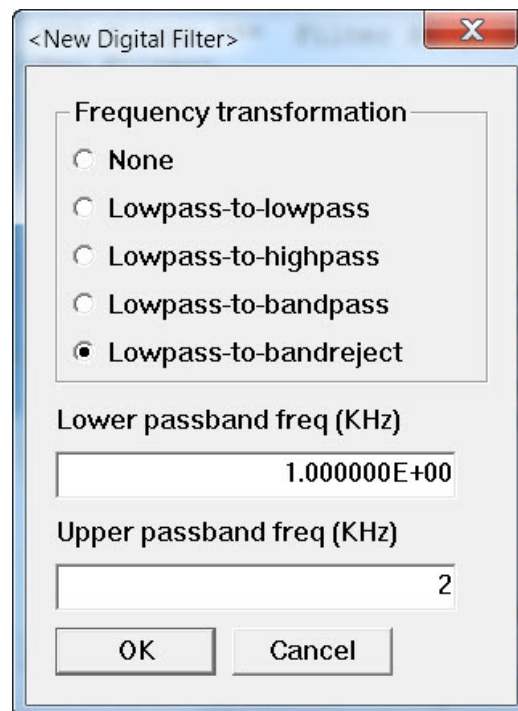 <New Digital Filter>
Frequency transformation
None
Lowpass-to-lowpass
Lowpass-to-highpass
Lowpass-to-bandpass
Lowpass-to-bandreject
Lower passband freq (KHz)
1.000000E+00
Upper passband freq (KHz)
2
OK
Cancel